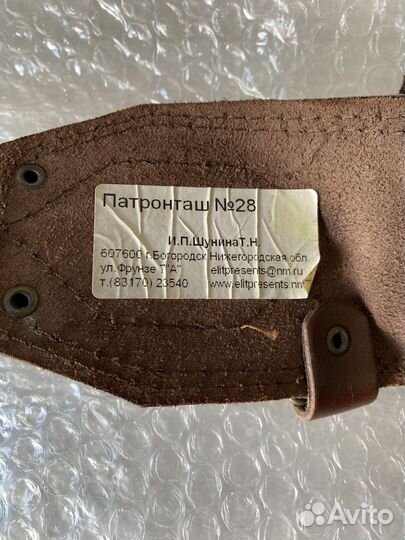 Патронташ №28
И.П.ШунинаТ.Н.
607600 г.Богородск Нижегородская обл.
ул.Фрунзе 7"А" elitpresents@nm.ru
т.(83170) 23540 www.elitpresents.nm
Avito